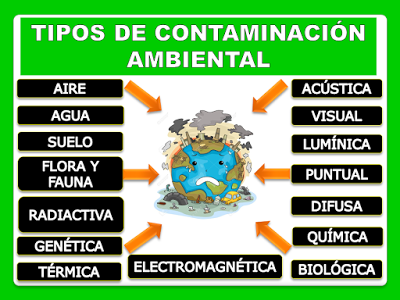 TIPOS DE CONTAMINACIÓN
AMBIENTAL
AIRE
AGUA
SUELO
FLORA Y
FAUNA
RADIACTIVA
GENÉTICA
TÉRMICA
ELECTROMAGNÉTICA
ACÚSTICA
VISUAL
LUMÍNICA
PUNTUAL
DIFUSA
QUÍMICA
BIOLÓGICA